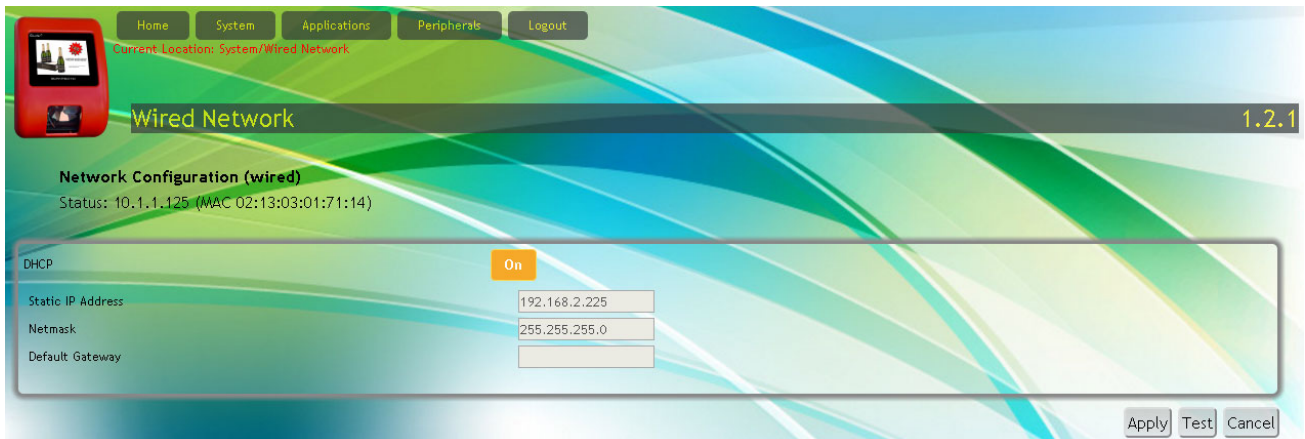 Home System Applications Peripherals Logout
Current Location: System/Wired Network
Wired Network 1.2.1
Network Configuration (wired)
Status: 10.1.1.125 (MAC 02:13:03:01:71:14)
DHCP On
Static IP Address 192.168.2.225
Netmask 255.255.255.0
Default Gateway
Apply Test Cancel